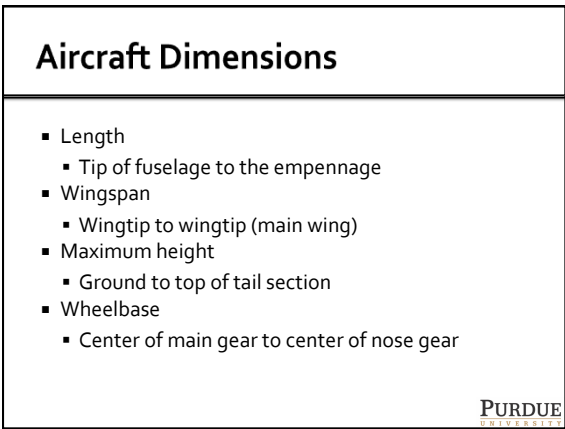 Aircraft Dimensions
▪ Length
▪ Tip of fuselage to the empennage
▪ Wingspan
▪ Wingtip to wingtip (main wing)
▪ Maximum height
▪ Ground to top of tail section
▪ Wheelbase
▪ Center of main gear to center of nose gear
PURDUE
UNIVERSITY